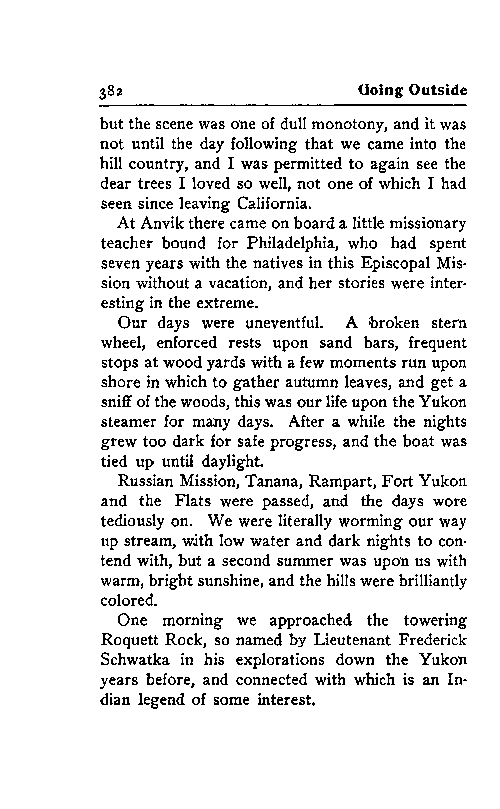 382 Going Outside
but the scene was one of dull monotony, and it was
not until the day following that we came into the
hill country, and I was permitted to again see the
dear trees I loved so well, not one of which I had
seen since leaving California.
At Anvik there came on board a little missionary
teacher bound for Philadelphia, who had spent
seven years with the natives in this Episcopal Mis-
sion without a vacation, and her stories were inter-
esting in the extreme.
Our days were uneventful. A broken stern
wheel, enforced rests upon sand bars, frequent
stops at wood yards with a few moments run upon
shore in which to gather autumn leaves, and get a
sniff of the woods, this was our life upon the Yukon
steamer for many days. After a while the nights
grew too dark for safe progress, and the boat was
tied up until daylight.
Russian Mission, Tanana, Rampart, Fort Yukon
and the Flats were passed, and the days wore
tediously on. We were literally worming our way
up stream, with low water and dark nights to con-
tend with, but a second summer was upon us with
warm, bright sunshine, and the hills were brilliantly
colored.
One morning we approached the towering
Roquett Rock, so named by Lieutenant Frederick
Schwatka in his explorations down the Yukon
years before, and connected with which is an In-
dian legend of some interest.